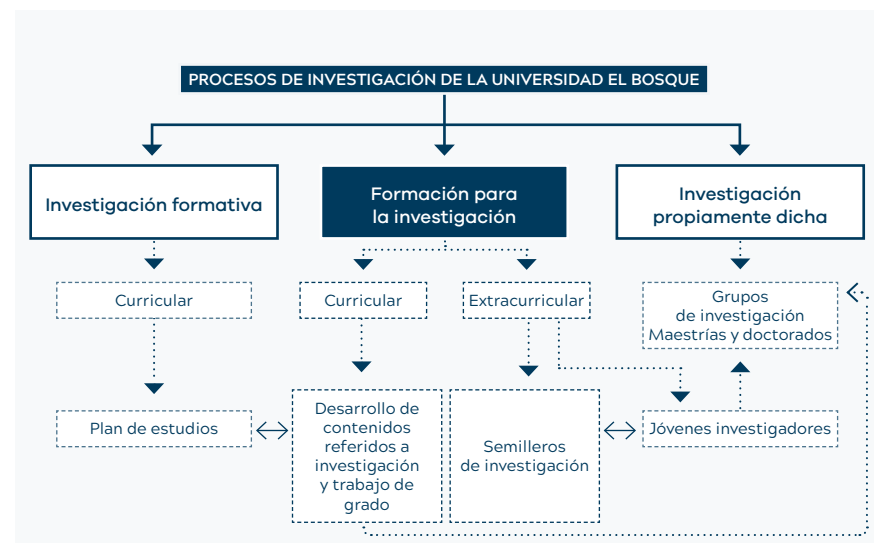 PROCESOS DE INVESTIGACIÓN DE LA UNIVERSIDAD EL BOSQUE
Investigación formativa
Formación para
la investigación
Investigación
propiamente dicha
Curricular
Curricular
Extracurricular
Grupos
de investigación
Maestrías y doctorados
Plan de estudios
Desarrollo de
contenidos
referidos a
investigación
y trabajo de
grado
Semilleros
de investigación
Jóvenes investigadores